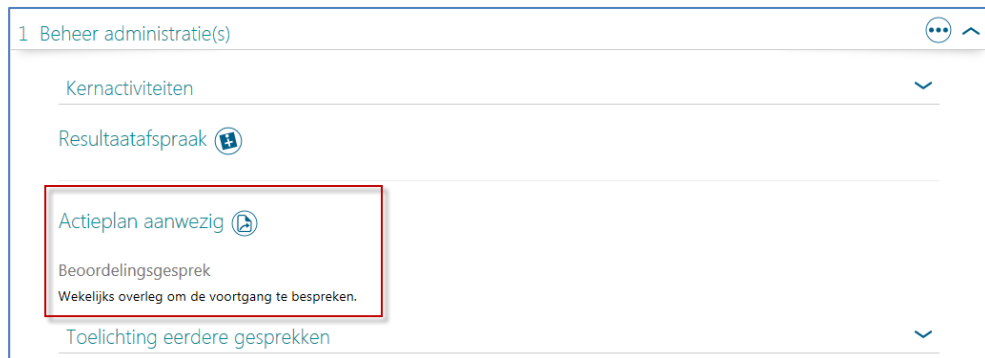 1 Beheer administratie(s)
Kernactiviteiten
Resultaatafspraak
Actieplan aanwezig
Beoordelingsgesprek
Wekelijks overleg om de voortgang te bespreken.
Toelichting eerdere gesprekken